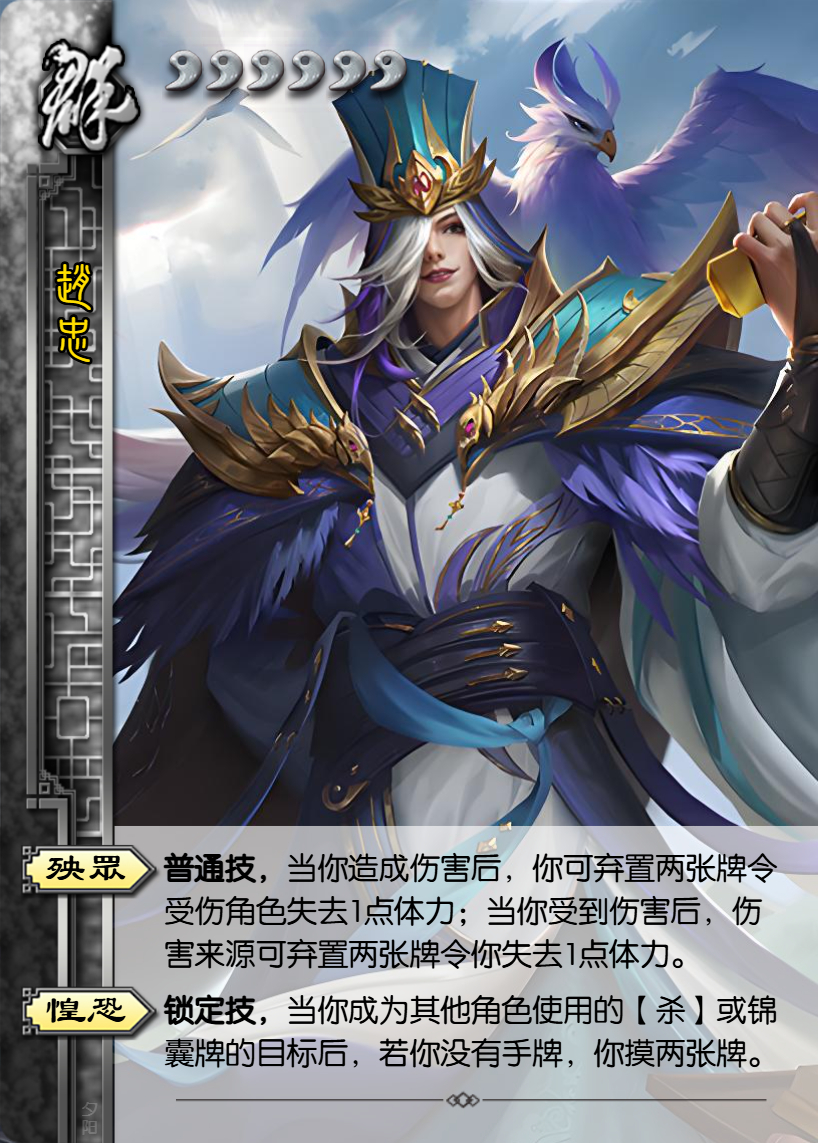 群
趙忠
殃眾
普通技，当你造成伤害后，你可弃置两张牌令
受伤角色失去1点体力；当你受到伤害后，伤
害来源可弃置两张牌令你失去1点体力。
惶恐
锁定技，当你成为其他角色使用的【杀】或锦
囊牌的目标后，若你没有手牌，你摸两张牌。
夕阳